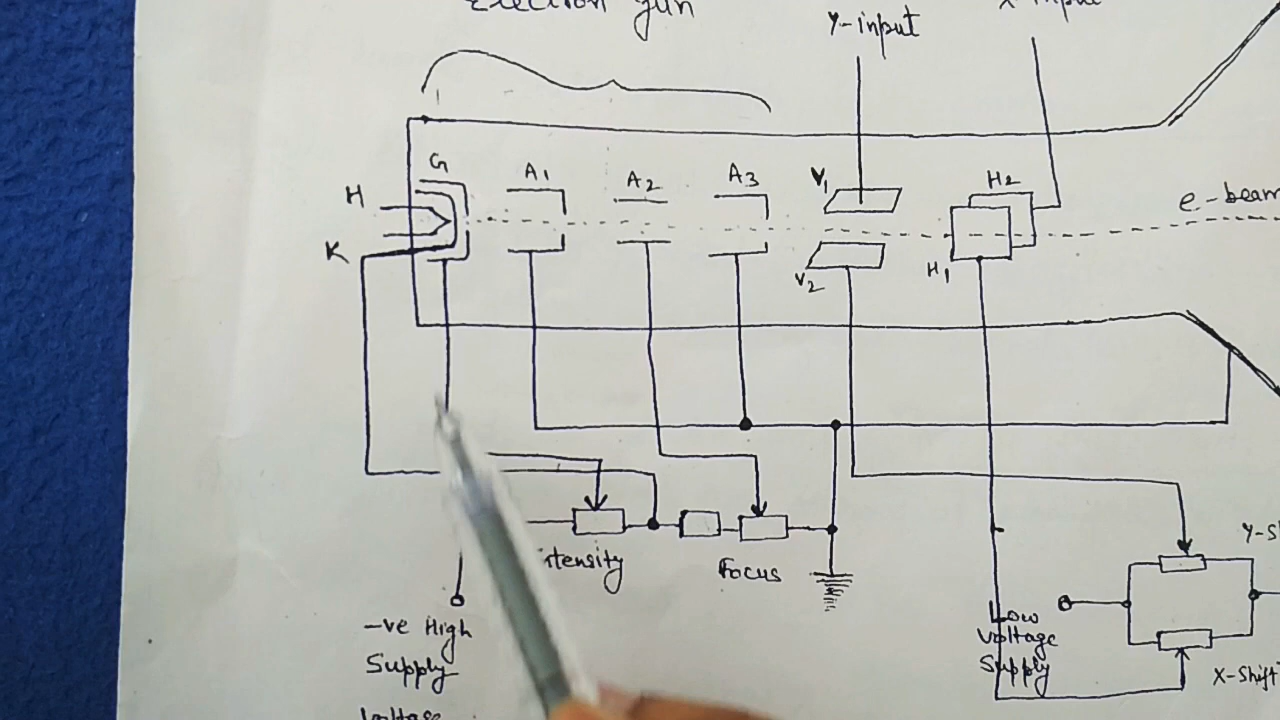 Electron gun
Y-input
X-input
G
A1
A2
A3
V1
H2
H
K
V2
H1
e-beam
Focus
-ve High
Supply
Voltage
Low
Voltage
Supply
X-Shift